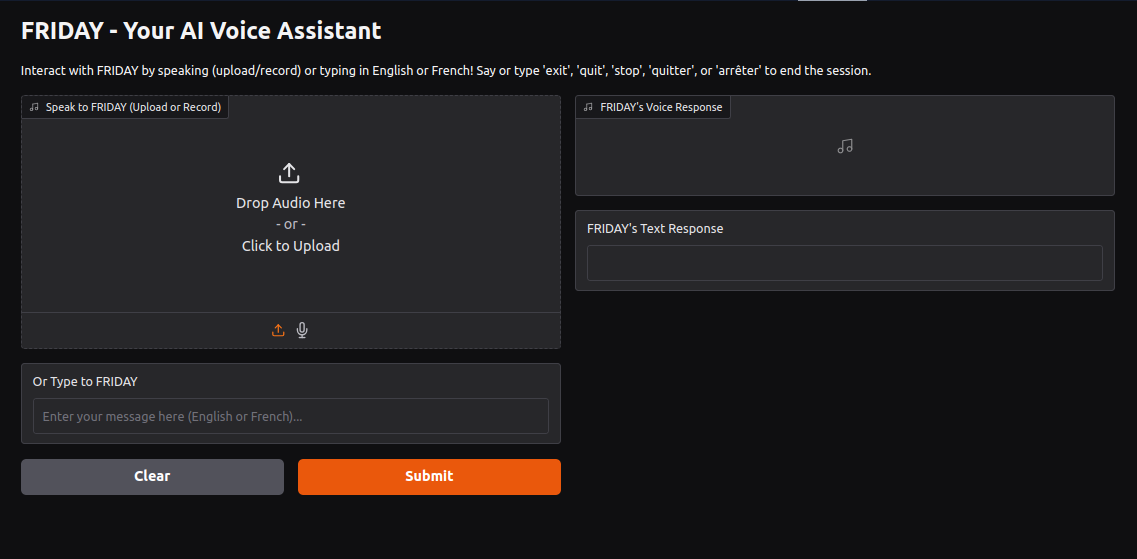 FRIDAY - Your AI Voice Assistant
Interact with FRIDAY by speaking (upload/record) or typing in English or French! Say or type 'exit', 'quit', 'stop', 'quitter', or 'arrêter' to end the session.
Speak to FRIDAY (Upload or Record)
Drop Audio Here
- or -
Click to Upload
Or Type to FRIDAY
Enter your message here (English or French)...
Clear
Submit
FRIDAY's Voice Response
FRIDAY's Text Response